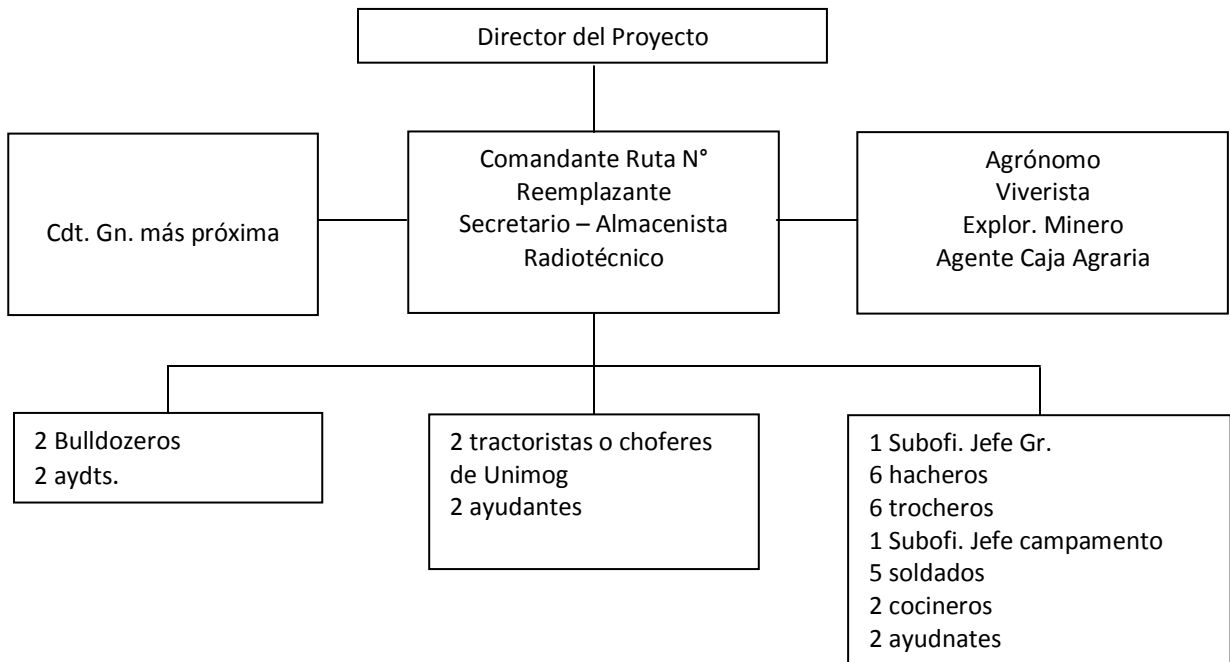 Director del Proyecto
Cdt. Gn. más próxima
Comandante Ruta N°
Reemplazante
Secretario – Almacenista
Radiotécnico
Agrónomo
Viverista
Explor. Minero
Agente Caja Agraria
2 Bulldozeros
2 aydts.
2 tractoristas o choferes
de Unimog
2 ayudantes
1 Subofi. Jefe Gr.
6 hacheros
6 trocheros
1 Subofi. Jefe campamento
5 soldados
2 cocineros
2 ayudnates